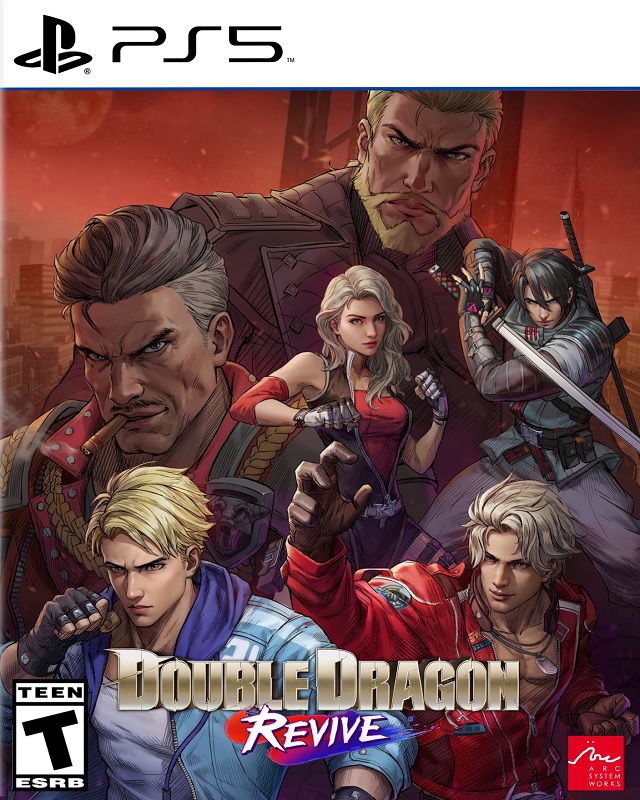 PS5
DOUBLE DRAGON
REVIVE
TEEN
T
ESRB
ARC
SYSTEM
WORKS